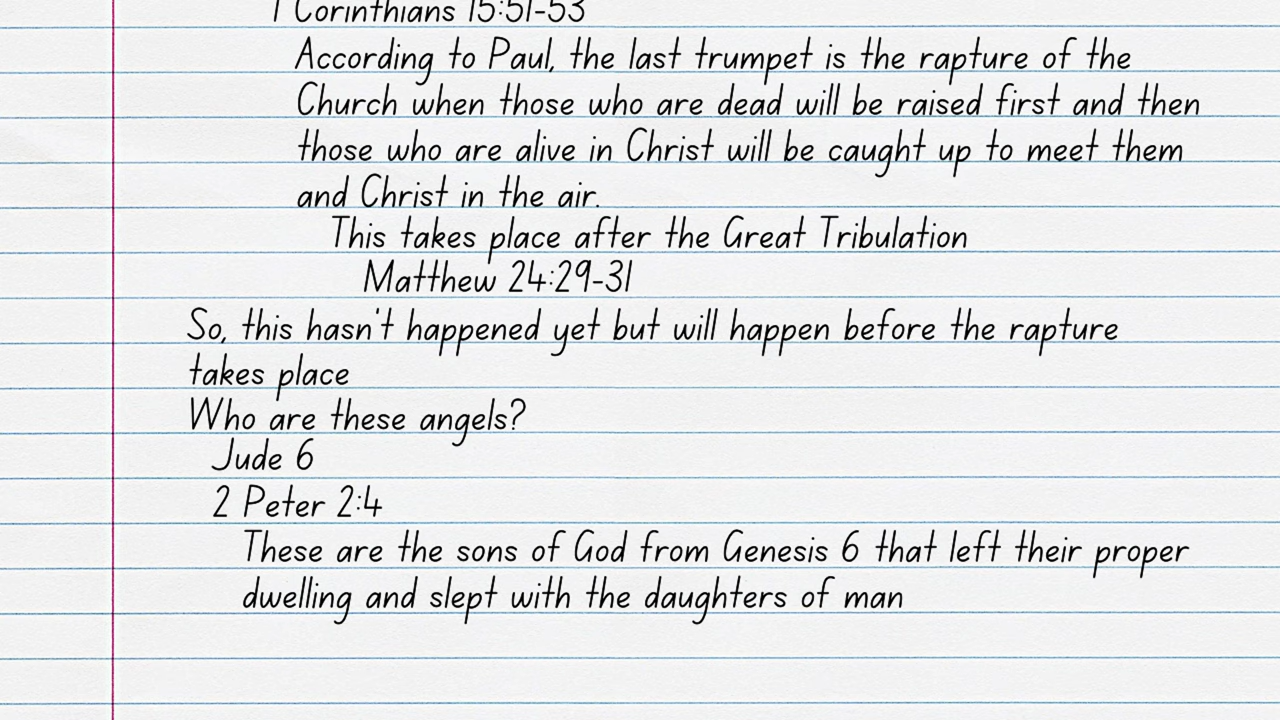 1 Corinthians 15:51-53
According to Paul, the last trumpet is the rapture of the
Church when those who are dead will be raised first and then
those who are alive in Christ will be caught up to meet them
and Christ in the air.
This takes place after the Great Tribulation
Matthew 24:29-31
So, this hasn't happened yet but will happen before the rapture
takes place
Who are these angels?
Jude 6
2 Peter 2:4
These are the sons of God from Genesis 6 that left their proper
dwelling and slept with the daughters of man